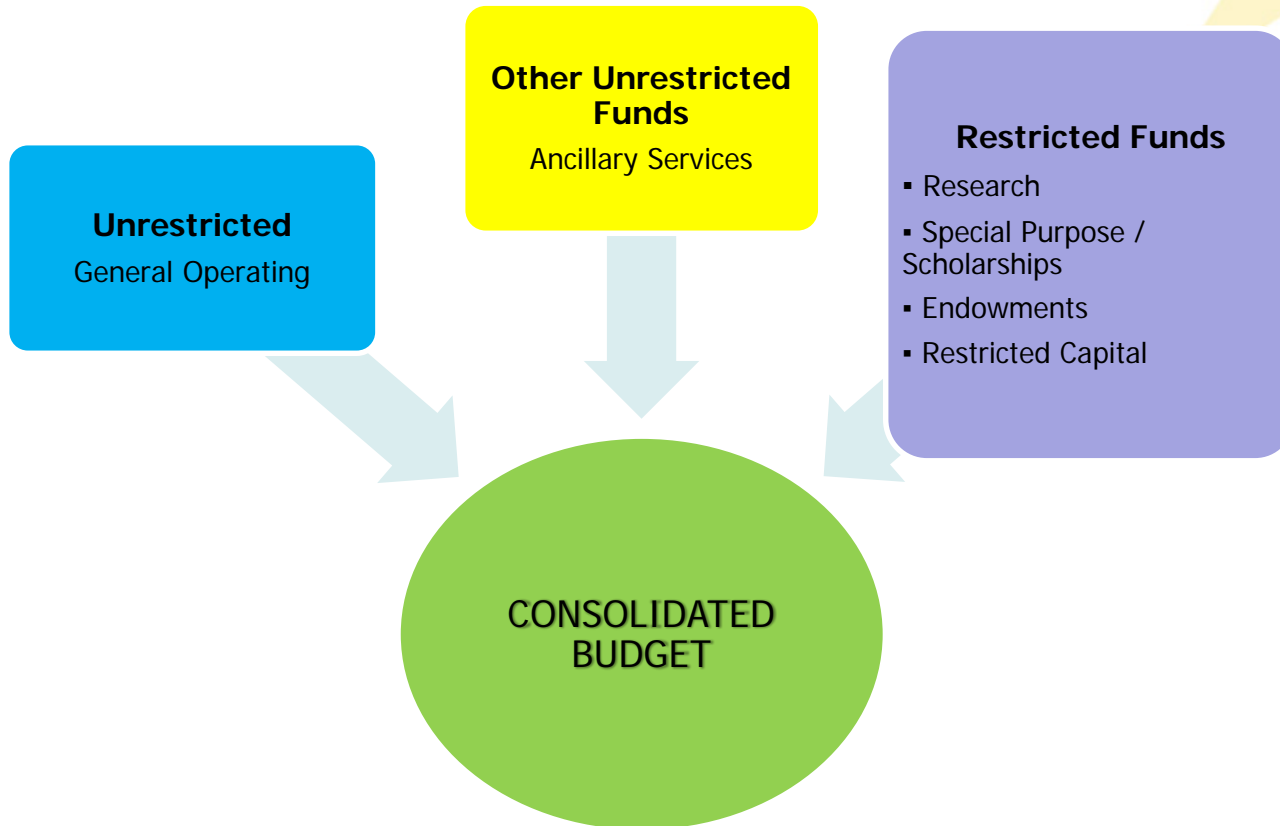 Other Unrestricted
Funds
Ancillary Services
Unrestricted
General Operating
Restricted Funds
▪ Research
▪ Special Purpose /
Scholarships
▪ Endowments
▪ Restricted Capital
CONSOLIDATED
BUDGET